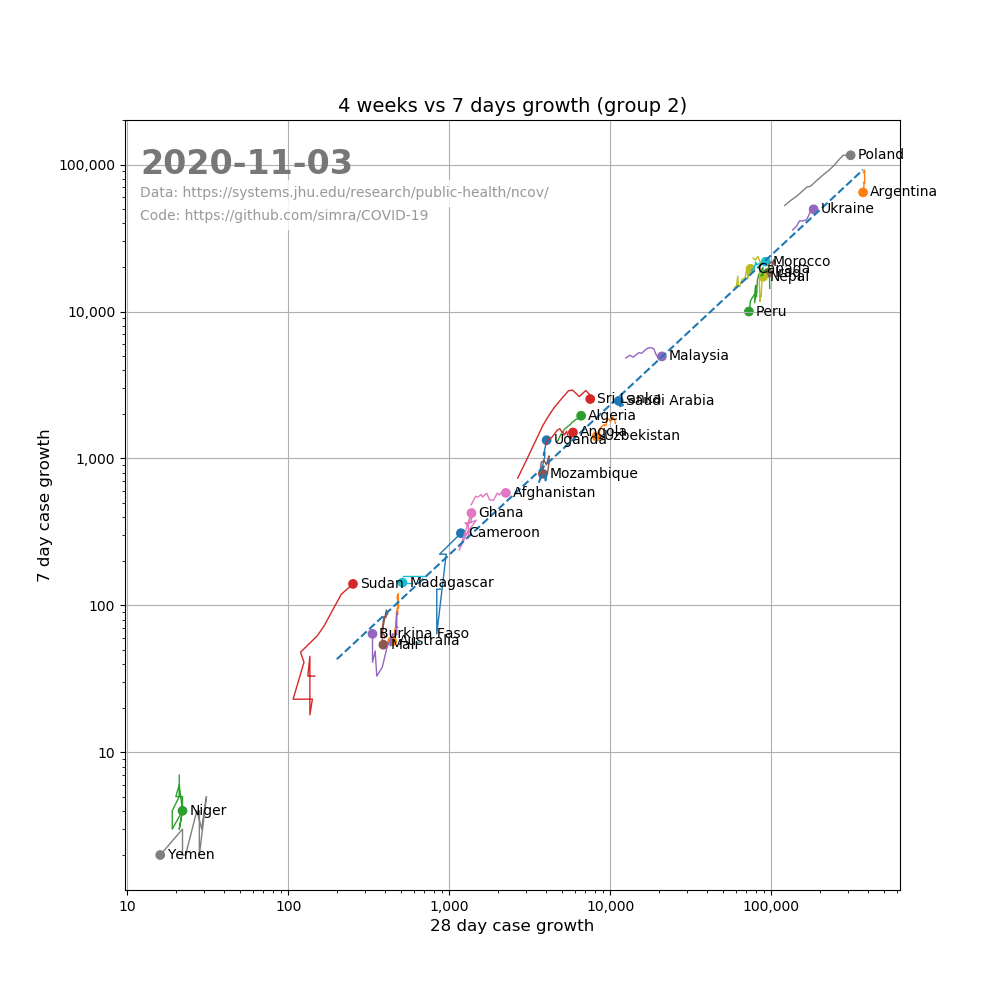 4 weeks vs 7 days growth (group 2)
2020-11-03
Data: https://systems.jhu.edu/research/public-health/ncov/
Code: https://github.com/simra/COVID-19
100,000
10,000
1,000
100
10
7 day case growth
Poland
Argentina
Ukraine
Morocco
Canada
Iraq
Nepal
Peru
Malaysia
Sri Lanka
Saudi Arabia
Algeria
Angola
Uzbekistan
Uganda
Mozambique
Afghanistan
Ghana
Cameroon
Sudan
Madagascar
Burkina Faso
Australia
Mali
Niger
Yemen
10
100
1,000
10,000
100,000
28 day case growth